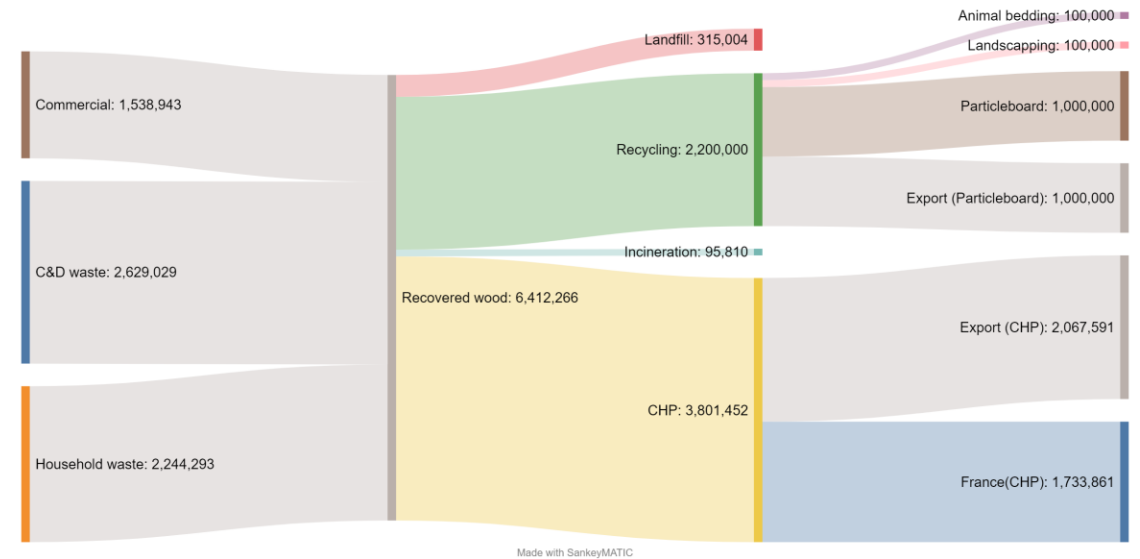 Commercial: 1,538,943
C&D waste: 2,629,029
Household waste: 2,244,293
Recovered wood: 6,412,266
Landfill: 315,004
Recycling: 2,200,000
Incineration: 95,810
CHP: 3,801,452
Animal bedding: 100,000
Landscapping: 100,000
Particleboard: 1,000,000
Export (Particleboard): 1,000,000
Export (CHP): 2,067,591
France(CHP): 1,733,861
Made with SankeyMATIC